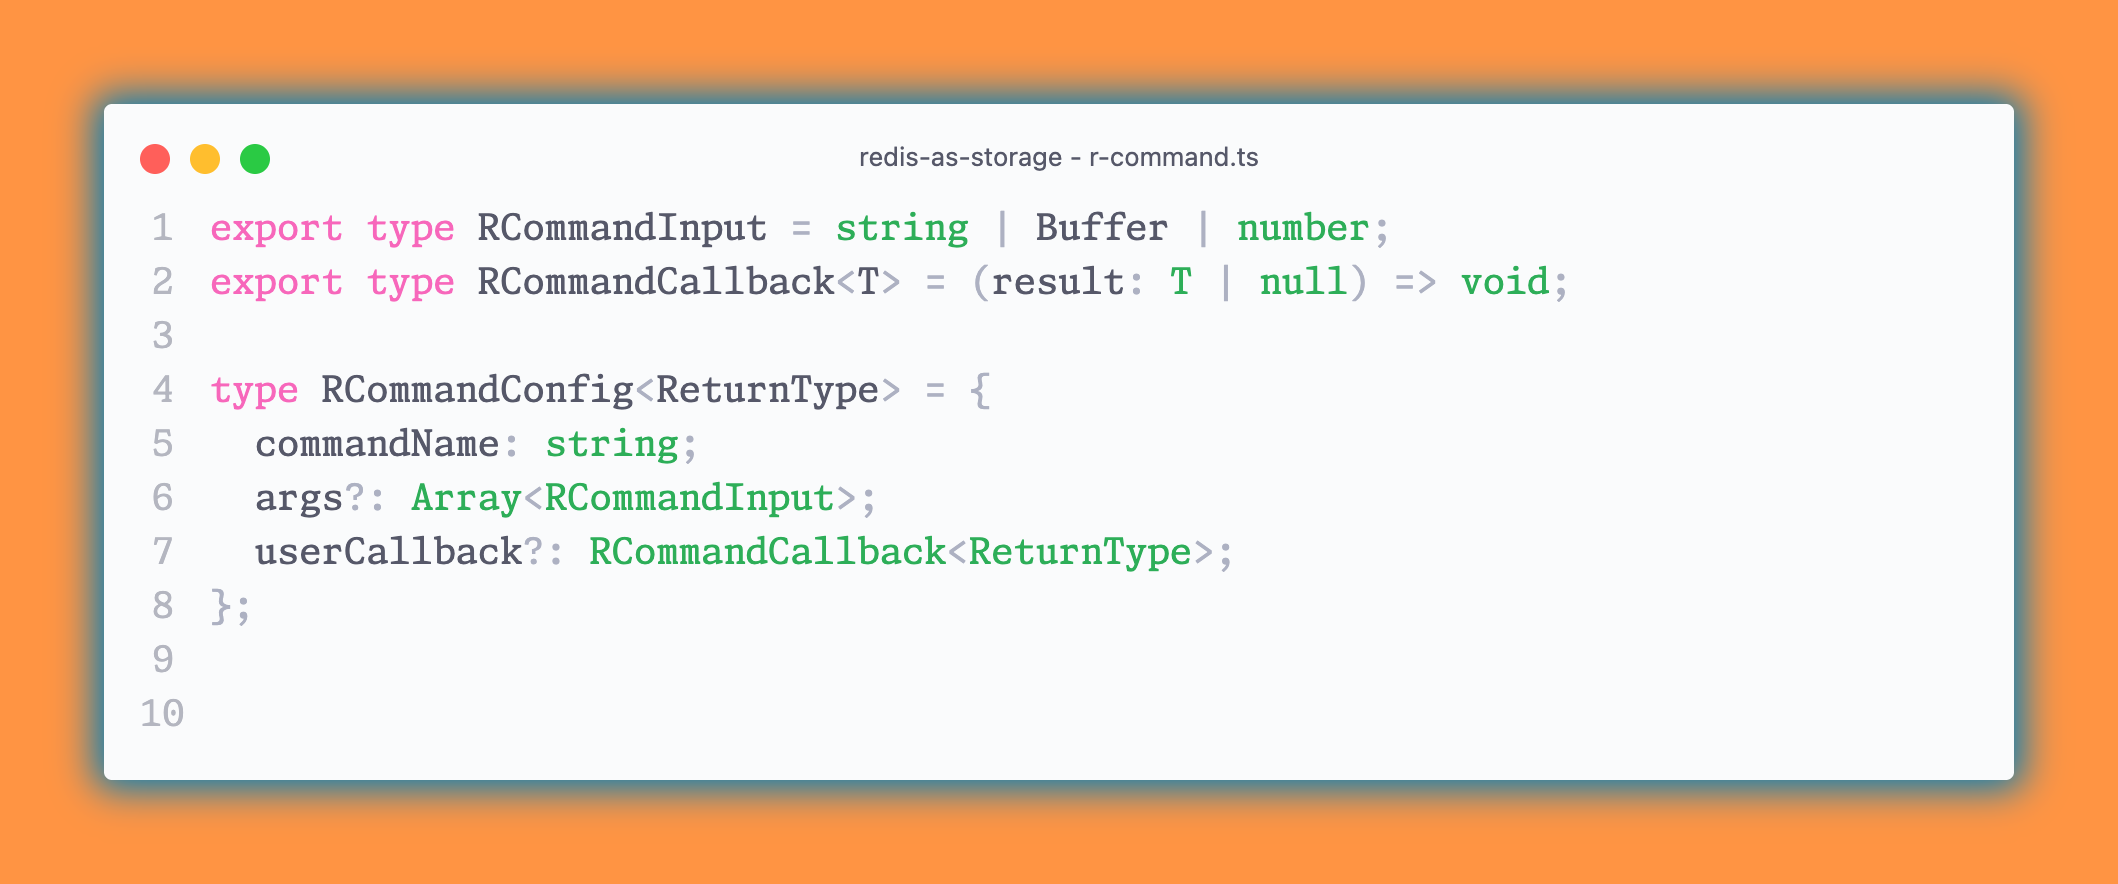 redis-as-storage - r-command.ts
1 export type RCommandInput = string | Buffer | number;
2 export type RCommandCallback<T> = (result: T | null) => void;
3
4 type RCommandConfig<ReturnType> = {
5   commandName: string;
6   args?: Array<RCommandInput>;
7   userCallback?: RCommandCallback<ReturnType>;
8 };
9
10